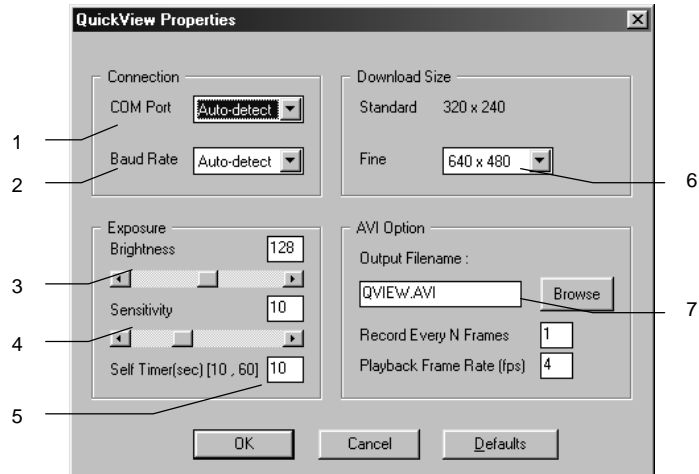 QuickView Properties
Connection
COM Port Auto-detect
Baud Rate Auto-detect
Download Size
Standard 320 x 240
Fine 640 x 480
Exposure
Brightness 128
Sensitivity 10
Self Timer(sec) [10 , 60] 10
AVI Option
Output Filename :
QVIEW.AVI Browse
Record Every N Frames 1
Playback Frame Rate (fps) 4
OK Cancel Defaults
1
2
3
4
5
6
7